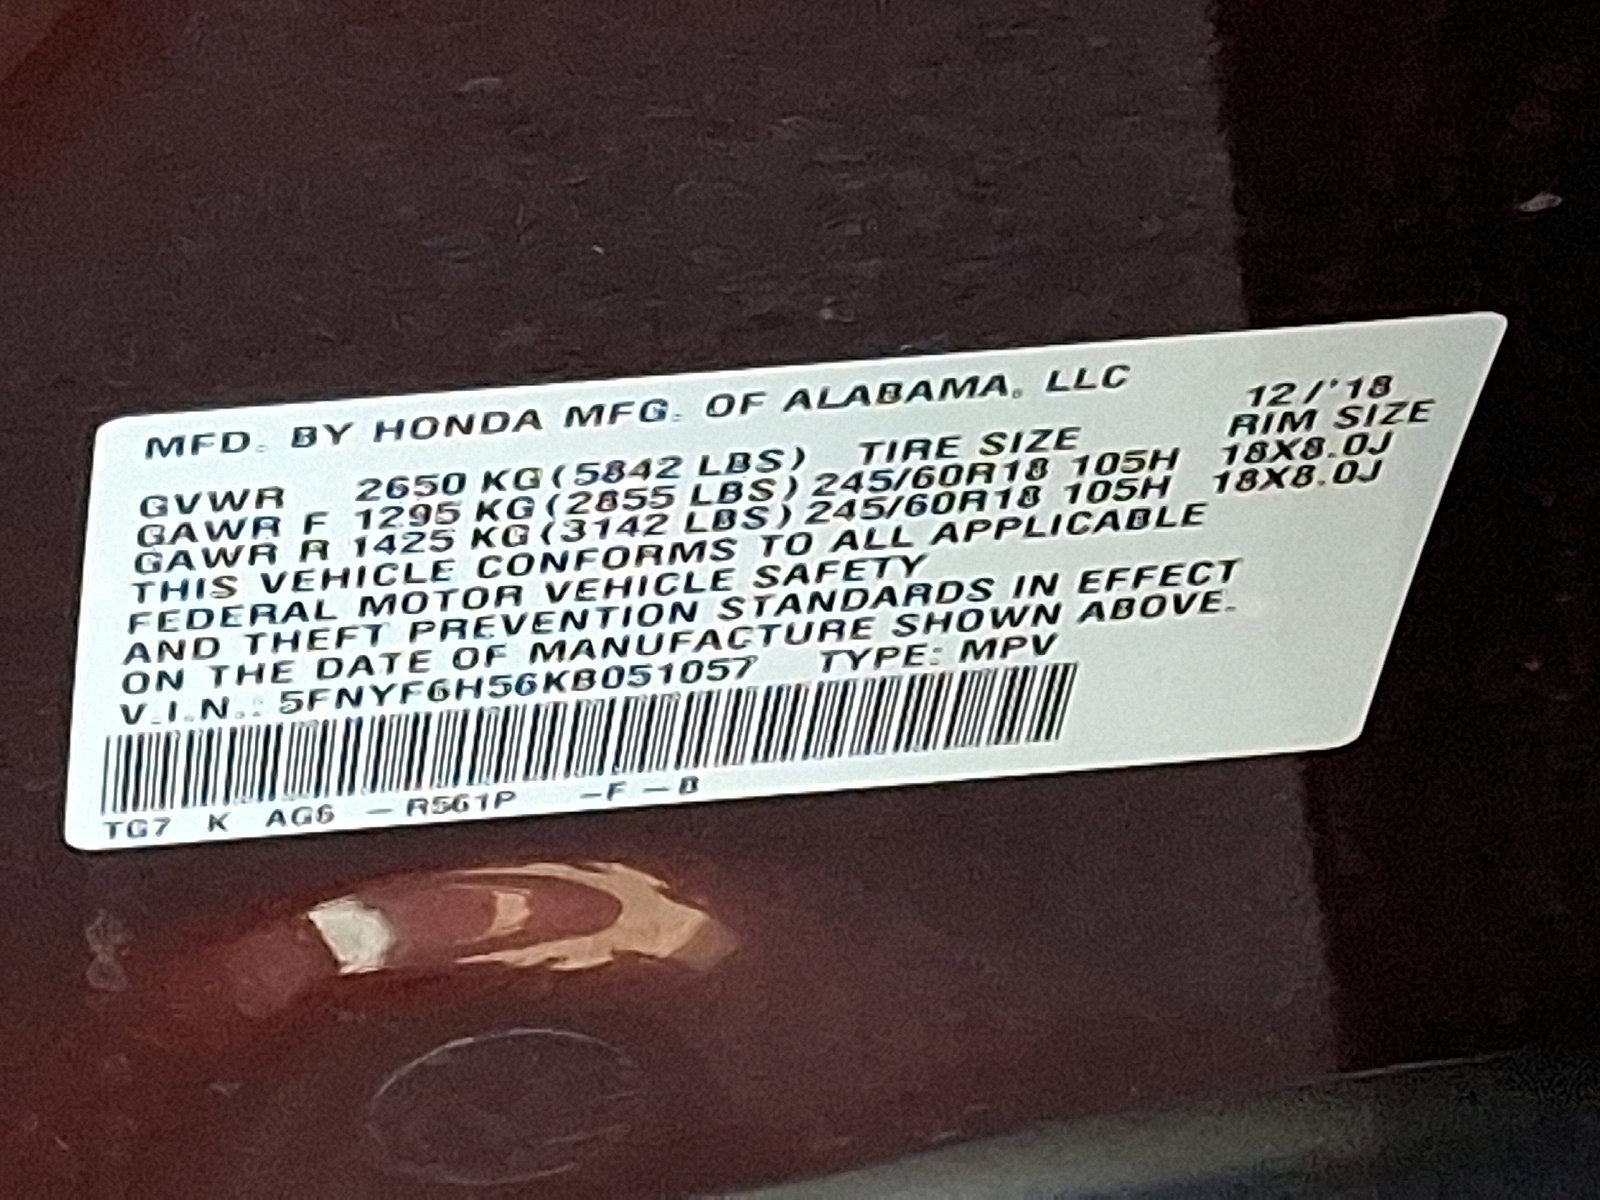 MFD. BY HONDA MFG. OF ALABAMA, LLC 12/'18
TIRE SIZE RIM SIZE
GVWR 2650 KG (5842 LBS)
GAWR F 1295 KG (2855 LBS) 245/60R18 105H 18X8.0J
GAWR R 1425 KG (3142 LBS) 245/60R18 105H 18X8.0J
THIS VEHICLE CONFORMS TO ALL APPLICABLE
FEDERAL MOTOR VEHICLE SAFETY
AND THEFT PREVENTION STANDARDS IN EFFECT
ON THE DATE OF MANUFACTURE SHOWN ABOVE.
V.I.N.: 5FNYF6H56KB051057 TYPE: MPV
TG7 K AG6 - R561P - F - B